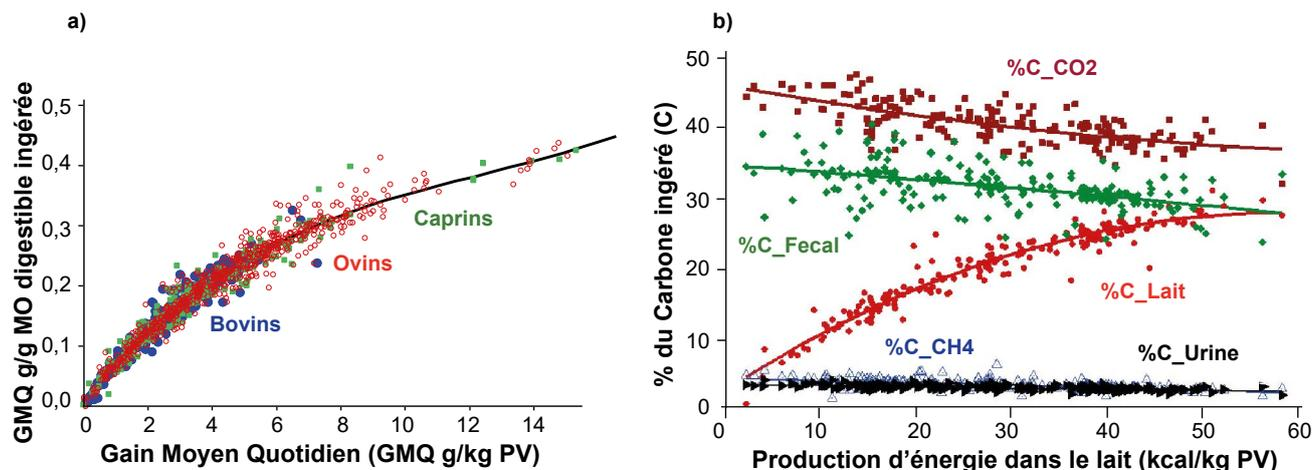 a)
GMQ g/g MO digestible ingérée
0,5
0,4
0,3
0,2
0,1
0,0
Caprins
Ovins
Bovins
0 2 4 6 8 10 12 14
Gain Moyen Quotidien (GMQ g/kg PV)
b)
% du Carbone ingéré (C)
50
40
30
20
10
0
%C_CO2
%C_Fecal
%C_Lait
%C_CH4
%C_Urine
0 10 20 30 40 50 60
Production d’énergie dans le lait (kcal/kg PV)